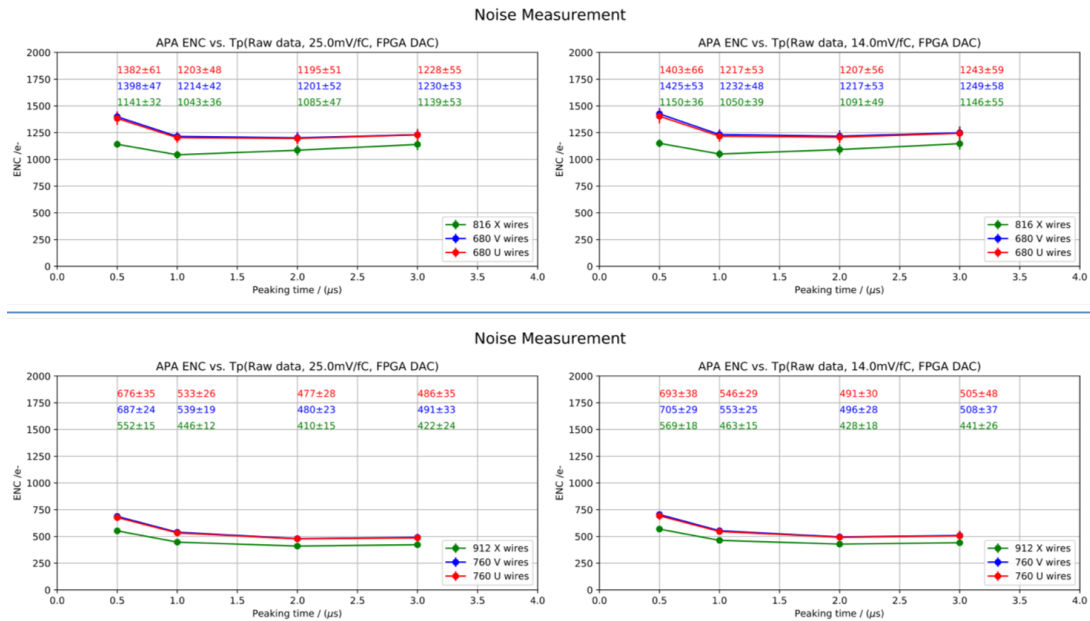 Noise Measurement
APA ENC vs. Tp(Raw data, 25.0mV/fC, FPGA DAC)
2000
1750
1500
1250
1000
750
500
250
0
ENC /e-
1382±61 1203±48 1195±51 1228±55
1398±47 1214±42 1201±52 1230±53
1141±32 1043±36 1085±47 1139±53
816 X wires
680 V wires
680 U wires
0.0 0.5 1.0 1.5 2.0 2.5 3.0 3.5 4.0
Peaking time / (μs)
APA ENC vs. Tp(Raw data, 14.0mV/fC, FPGA DAC)
2000
1750
1500
1250
1000
750
500
250
0
ENC /e-
1403±66 1217±53 1207±56 1243±59
1425±53 1232±48 1217±53 1249±58
1150±36 1050±39 1091±49 1146±55
816 X wires
680 V wires
680 U wires
0.0 0.5 1.0 1.5 2.0 2.5 3.0 3.5 4.0
Peaking time / (μs)
Noise Measurement
APA ENC vs. Tp(Raw data, 25.0mV/fC, FPGA DAC)
2000
1750
1500
1250
1000
750
500
250
0
ENC /e-
676±35 533±26 477±28 486±35
687±24 539±19 480±23 491±33
552±15 446±12 410±15 422±24
912 X wires
760 V wires
760 U wires
0.0 0.5 1.0 1.5 2.0 2.5 3.0 3.5 4.0
Peaking time / (μs)
APA ENC vs. Tp(Raw data, 14.0mV/fC, FPGA DAC)
2000
1750
1500
1250
1000
750
500
250
0
ENC /e-
693±38 546±29 491±30 505±48
705±29 553±25 496±28 508±37
569±18 463±15 428±18 441±26
912 X wires
760 V wires
760 U wires
0.0 0.5 1.0 1.5 2.0 2.5 3.0 3.5 4.0
Peaking time / (μs)